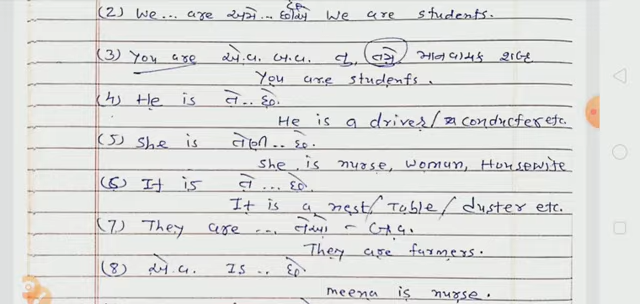 (2) We ... are અમે ... છીએ We are students.
(3) You are એ.વ. બ.વ. તું, તમે માનવાચક શબ્દ
You are students.
(4) He is તે .. છે.
He is a driver/ conducter etc.
(5) She is તેણી .. છે.
She is nurse, woman, Housewite
(6) It is તે ... છે.
It is a nest/ Table/ duster etc.
(7) They are ... તેઓ - બ.વ.
They are farmers.
(8) એ.વ. Is .. છે
meena is nurse.